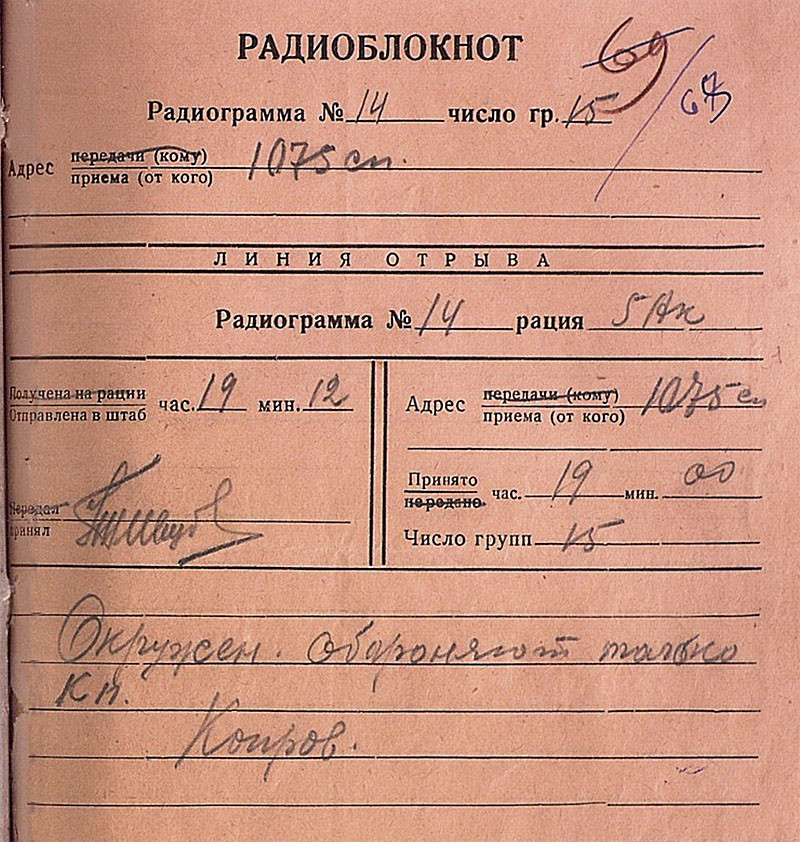 РАДИОБЛОКНОТ
69
67
Радиограмма № 14 число гр. 15
Адрес передачи (кому) 1075 сп.
приема (от кого)
ЛИНИЯ ОТРЫВА
Радиограмма № 14 рация 5 Ак
Получена на рации час. 19 мин. 12
Отправлена в штаб
Передал
принял
Адрес передачи (кому) 1075 сп
приема (от кого)
Принято час. 19 мин. 00
передано.
Число групп 15
Окружен. Обороняют только
Кп.
Копров.